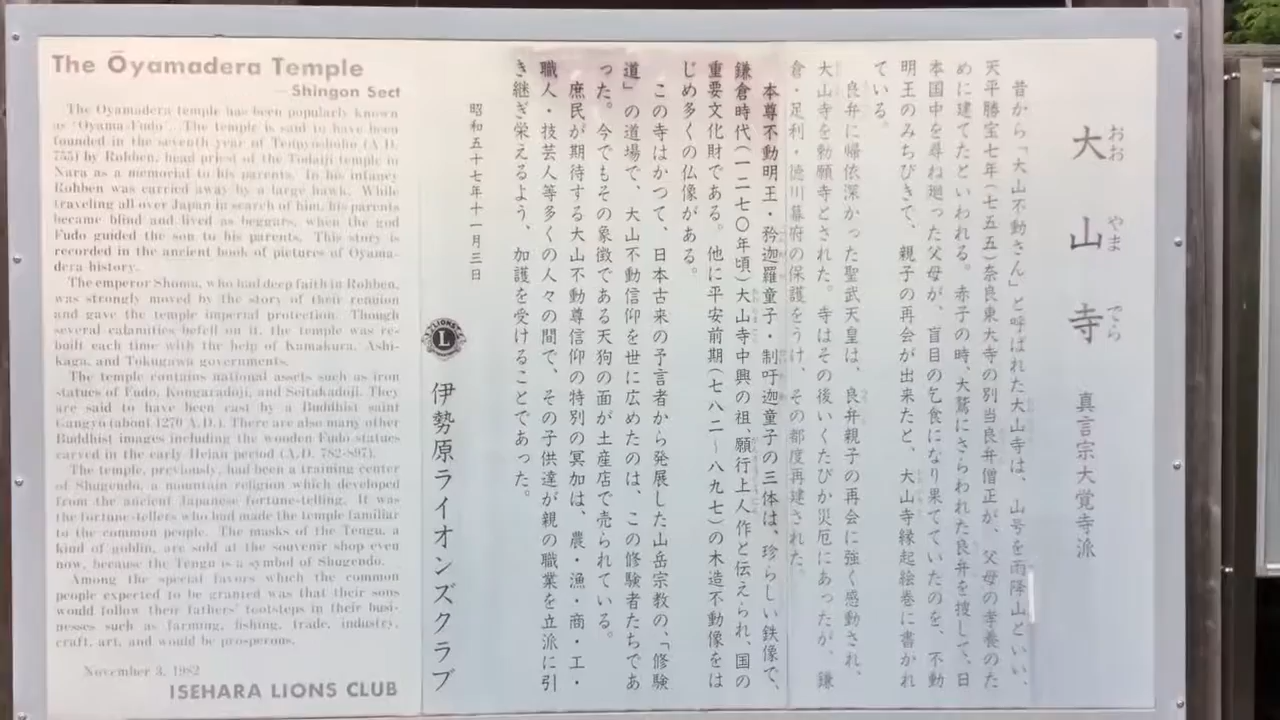 The Ōyamadera Temple
— Shingon Sect
The Oyamadera temple has been popularly known
as "Oyama-Fudo". The temple is said to have been
founded in the seventh year of Tenpyoshoho (A.D.
755) by Rohben, head priest of the Todaiji temple in
Nara as a memorial to his parents. In his infancy
Rohben was carried away by a large hawk. While
traveling all over Japan in search of him, his parents
became blind and lived as beggars, when the god
Fudo guided the son to his parents. This story is
recorded in the ancient book of pictures of Oyama-
dera history.
The emperor Shomu, who had deep faith in Rohben,
was strongly moved by the story of their reunion
and gave the temple imperial protection. Though
several calamities befell on it, the temple was re-
built each time with the help of Kamakura, Ashi-
kaga, and Tokugawa governments.
The temple contains national assets such as iron
statues of Fudo, Kongaradoji, and Seitakadoji. They
are said to have been cast by a Buddhist saint
Gangyo (about 1270 A.D.). There are also many other
Buddhist images including the wooden Fudo statues
carved in the early Heian period (A.D. 782-897).
The temple, previously, had been a training center
of Shugendo, a mountain religion which developed
from the ancient Japanese fortune-telling. It was
the fortune-tellers who had made the temple familiar
to the common people. The masks of the Tengu, a
kind of goblin, are sold at the souvenir shop even
now, because the Tengu is a symbol of Shugendo.
Among the special favors which the common
people expected to be granted was that their sons
would follow their fathers' footsteps in their busi-
nesses such as farming, fishing, trade, industry,
craft, art, and would be prosperous.
November 3, 1982
ISEHARA LIONS CLUB
大山寺 真言宗大覚寺派
おお やま でら
昔から「大山不動さん」と呼ばれた大山寺は、山号を雨降山といい、
天平勝宝七年(七五五)奈良東大寺の別当良弁僧正が、父母の孝養のた
めに建てたといわれる。赤子の時、大鷲にさらわれた良弁を捜して、日
本国中を尋ね廻った父母が、盲目の乞食になり果てていたのを、不動
明王のみちびきで、親子の再会が出来たと、大山寺縁起絵巻に書かれ
ている。
良弁に帰依深かった聖武天皇は、良弁親子の再会に強く感動され、
大山寺を勅願寺とされた。寺はその後いくたびか災厄にあったが、鎌
倉・足利・徳川幕府の保護をうけ、その都度再建された。
本尊不動明王・矜迦羅童子・制吒迦童子の三体は、珍らしい鉄像で、
鎌倉時代(一二七〇年頃)大山寺中興の祖、願行上人作と伝えられ、国の
重要文化財である。他に平安前期(七八二〜八九七)の木造不動像をは
じめ多くの仏像がある。
この寺はかつて、日本古来の予言者から発展した山岳宗教の、「修験
道」の道場で、大山不動信仰を世に広めたのは、この修験者たちであ
った。今でもその象徴である天狗の面が土産店で売られている。
庶民が期待する大山不動尊信仰の特別の冥加は、農・漁・商・工・
職人・技芸人等多くの人々の間で、その子供達が親の職業を立派に引
き継ぎ栄えるよう、加護を受けることであった。
昭和五十七年十一月三日
LIONS
L
伊勢原ライオンズクラブ